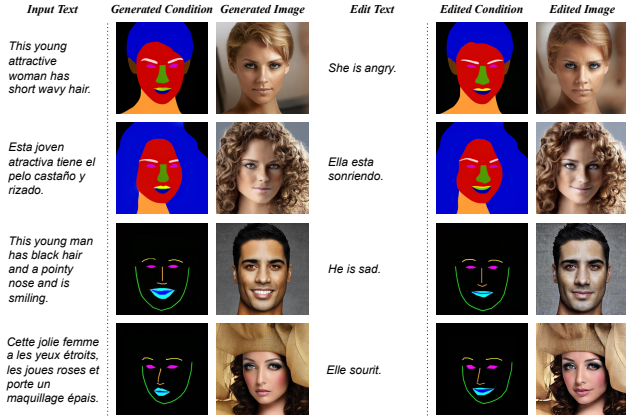 Input Text Generated Condition Generated Image Edit Text Edited Condition Edited Image
This young
attractive
woman has
short wavy hair.
She is angry.
Esta joven
atractiva tiene el
pelo castaño y
rizado.
Ella esta
sonriendo.
This young man
has black hair
and a pointy
nose and is
smiling.
He is sad.
Cette jolie femme
a les yeux étroits,
les joues roses et
porte un
maquillage épais.
Elle sourit.